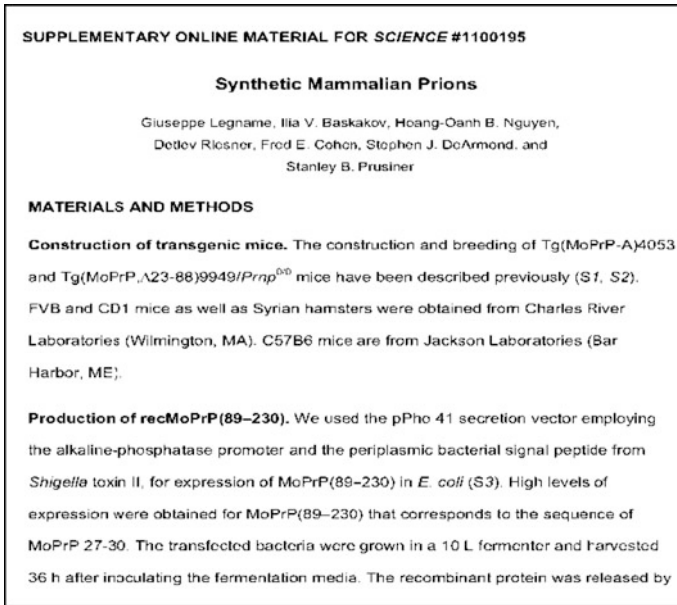 SUPPLEMENTARY ONLINE MATERIAL FOR SCIENCE #1100195
Synthetic Mammalian Prions
Giuseppe Legname, Ilia V. Baskakov, Hoang-Oanh B. Nguyen,
Detlev Riesner, Fred E. Cohen, Stephen J. DeArmond, and
Stanley B. Prusiner
MATERIALS AND METHODS
Construction of transgenic mice. The construction and breeding of Tg(MoPrP-A)4053
and Tg(MoPrP,Δ23-88)9949/Prnp⁰ᐟ⁰ mice have been described previously (S1, S2).
FVB and CD1 mice as well as Syrian hamsters were obtained from Charles River
Laboratories (Wilmington, MA). C57B6 mice are from Jackson Laboratories (Bar
Harbor, ME).
Production of recMoPrP(89–230). We used the pPho 41 secretion vector employing
the alkaline-phosphatase promoter and the periplasmic bacterial signal peptide from
Shigella toxin II, for expression of MoPrP(89–230) in E. coli (S3). High levels of
expression were obtained for MoPrP(89–230) that corresponds to the sequence of
MoPrP 27-30. The transfected bacteria were grown in a 10 L fermenter and harvested
36 h after inoculating the fermentation media. The recombinant protein was released by